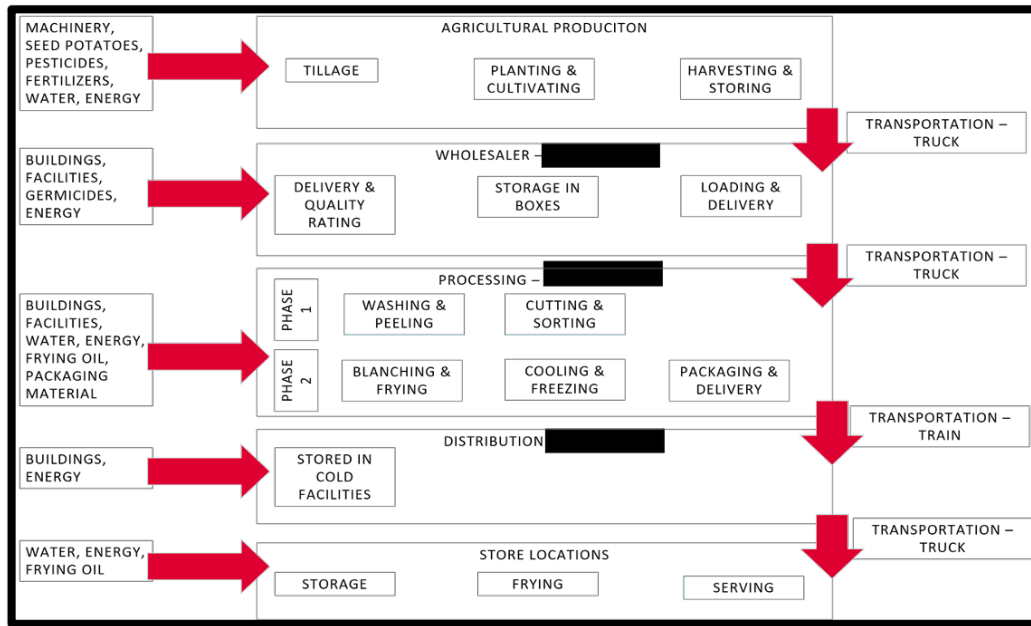 MACHINERY,
SEED POTATOES,
PESTICIDES,
FERTILIZERS,
WATER, ENERGY
AGRICULTURAL PRODUCITON
TILLAGE
PLANTING &
CULTIVATING
HARVESTING &
STORING
TRANSPORTATION –
TRUCK
BUILDINGS,
FACILITIES,
GERMICIDES,
ENERGY
WHOLESALER –
DELIVERY &
QUALITY
RATING
STORAGE IN
BOXES
LOADING &
DELIVERY
TRANSPORTATION –
TRUCK
BUILDINGS,
FACILITIES,
WATER, ENERGY,
FRYING OIL,
PACKAGING
MATERIAL
PROCESSING –
PHASE
1
WASHING &
PEELING
CUTTING &
SORTING
PHASE
2
BLANCHING &
FRYING
COOLING &
FREEZING
PACKAGING &
DELIVERY
TRANSPORTATION –
TRAIN
BUILDINGS,
ENERGY
DISTRIBUTION
STORED IN
COLD
FACILITIES
TRANSPORTATION –
TRUCK
WATER, ENERGY,
FRYING OIL
STORE LOCATIONS
STORAGE
FRYING
SERVING